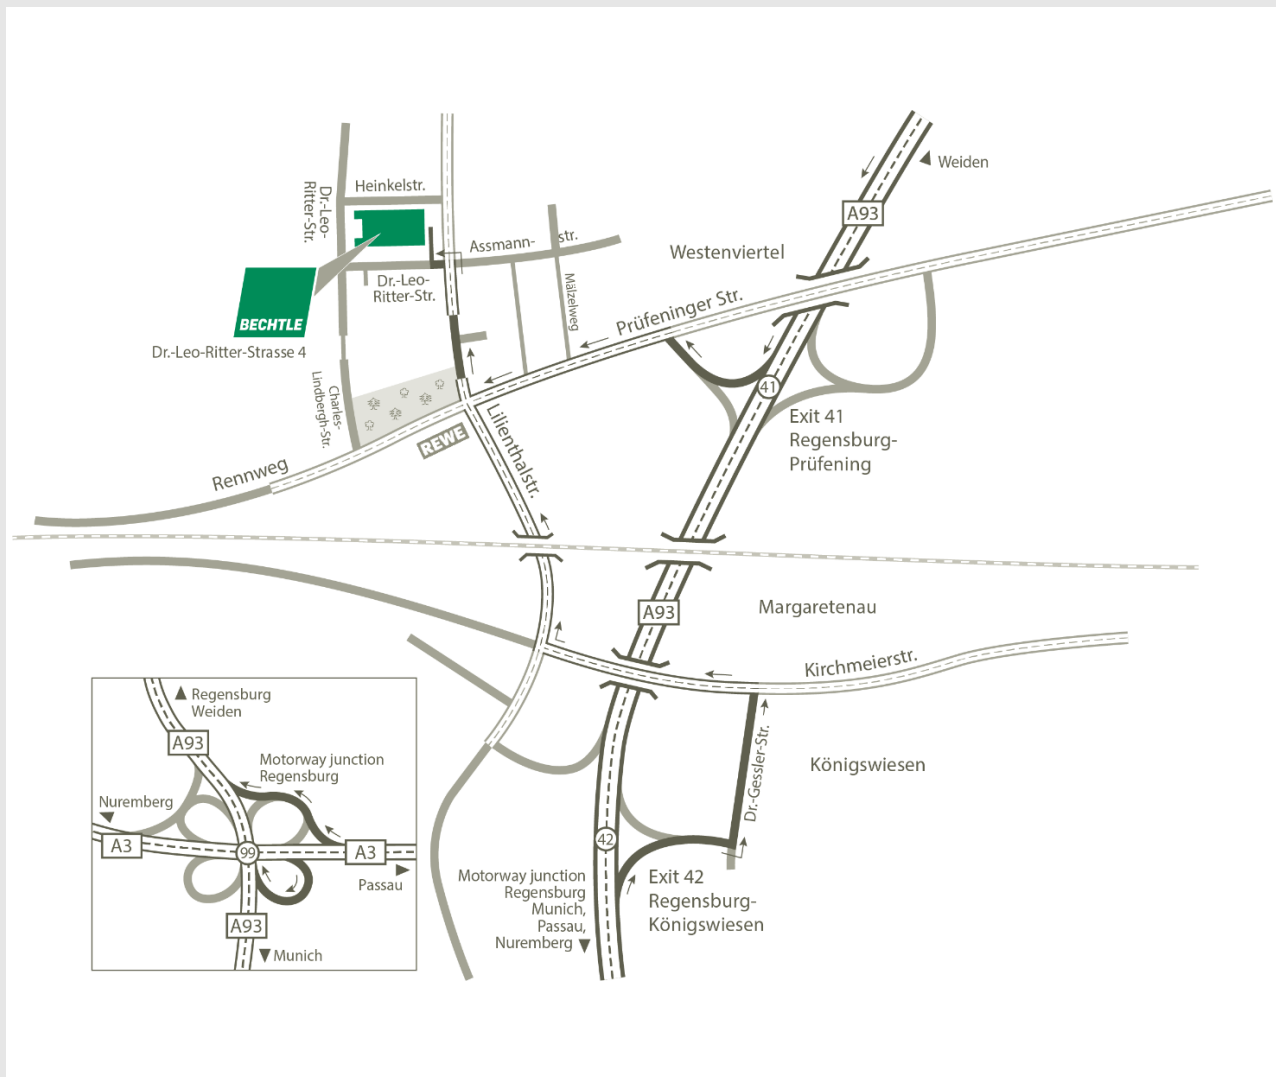 Weiden
A93
Dr.-Leo-
Ritter-Str.
Heinkelstr.
Assmann-
str.
Westenviertel
Dr.-Leo-
Ritter-Str.
Mälzelweg
Prüfeninger Str.
BECHTLE
Dr.-Leo-Ritter-Strasse 4
Charles-
Lindbergh-Str.
41
Exit 41
Regensburg-
Prüfening
REWE
Lilienthalstr.
Rennweg
A93
Margaretenau
Kirchmeierstr.
Dr.-Gessler-Str.
Königswiesen
42
Exit 42
Regensburg-
Königswiesen
Motorway junction
Regensburg
Munich,
Passau,
Nuremberg
Regensburg
Weiden
A93
Motorway junction
Regensburg
Nuremberg
A3
99
A3
Passau
A93
Munich